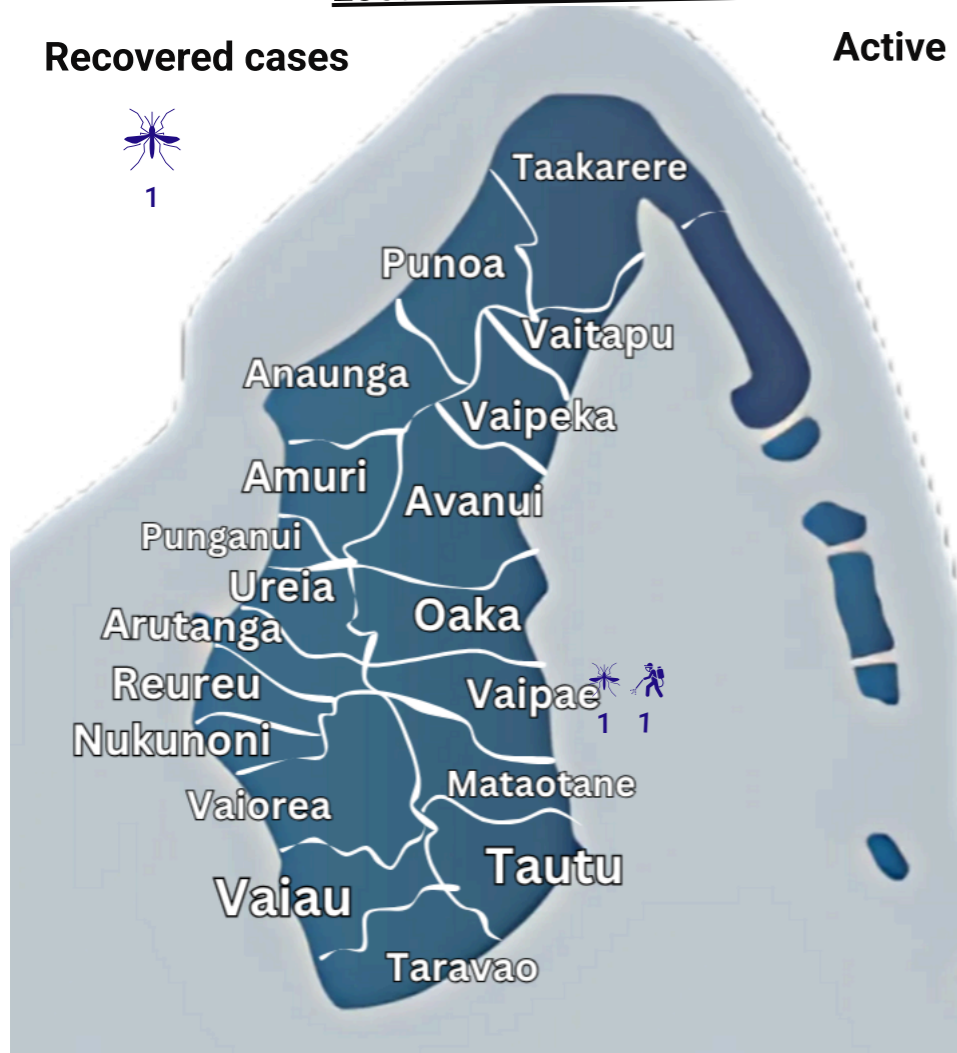 Recovered cases
Active
1
Taakarere
Punoa
Vaitapu
Anaunga
Vaipeka
Amuri
Avanui
Punganui
Ureia
Oaka
Arutanga
Reureu
Vaipae
1 1
Nukunoni
Mataotane
Vaiorea
Tautu
Vaiau
Taravao